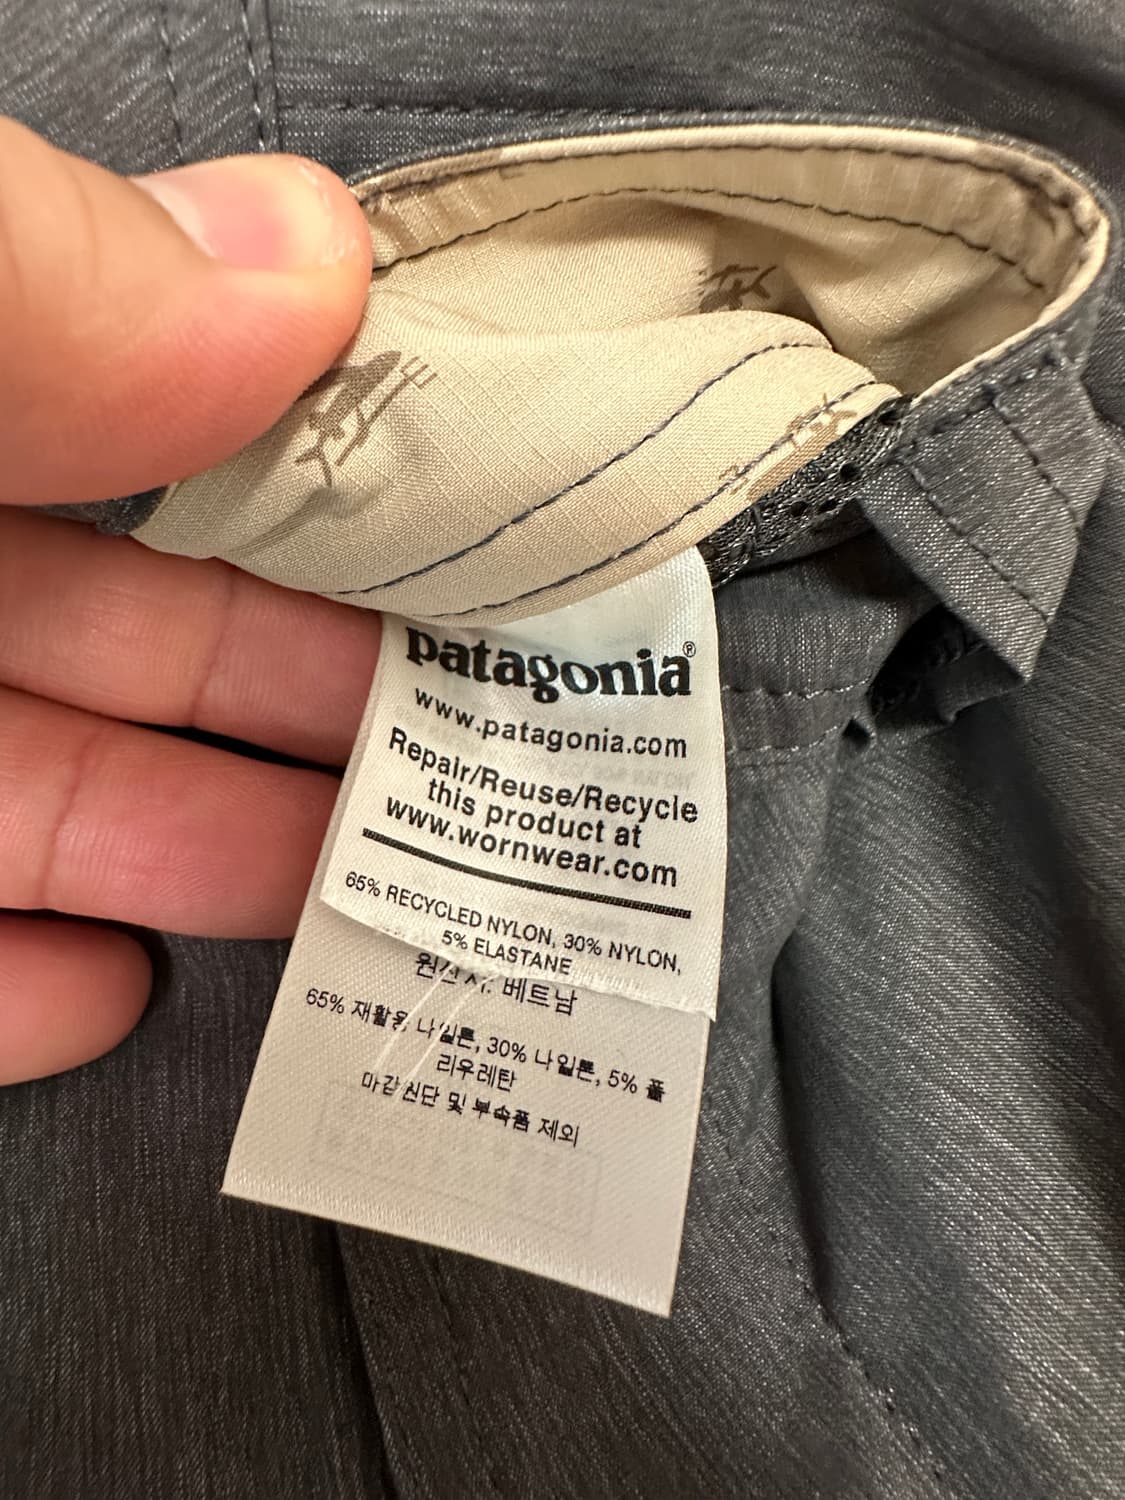 patagonia®
www.patagonia.com
Repair/Reuse/Recycle
this product at
www.wornwear.com
65% RECYCLED NYLON, 30% NYLON,
5% ELASTANE
원산지: 베트남
65% 재활용 나일론, 30% 나일론, 5% 폴
리우레탄
마감 원단 및 부속품 제외